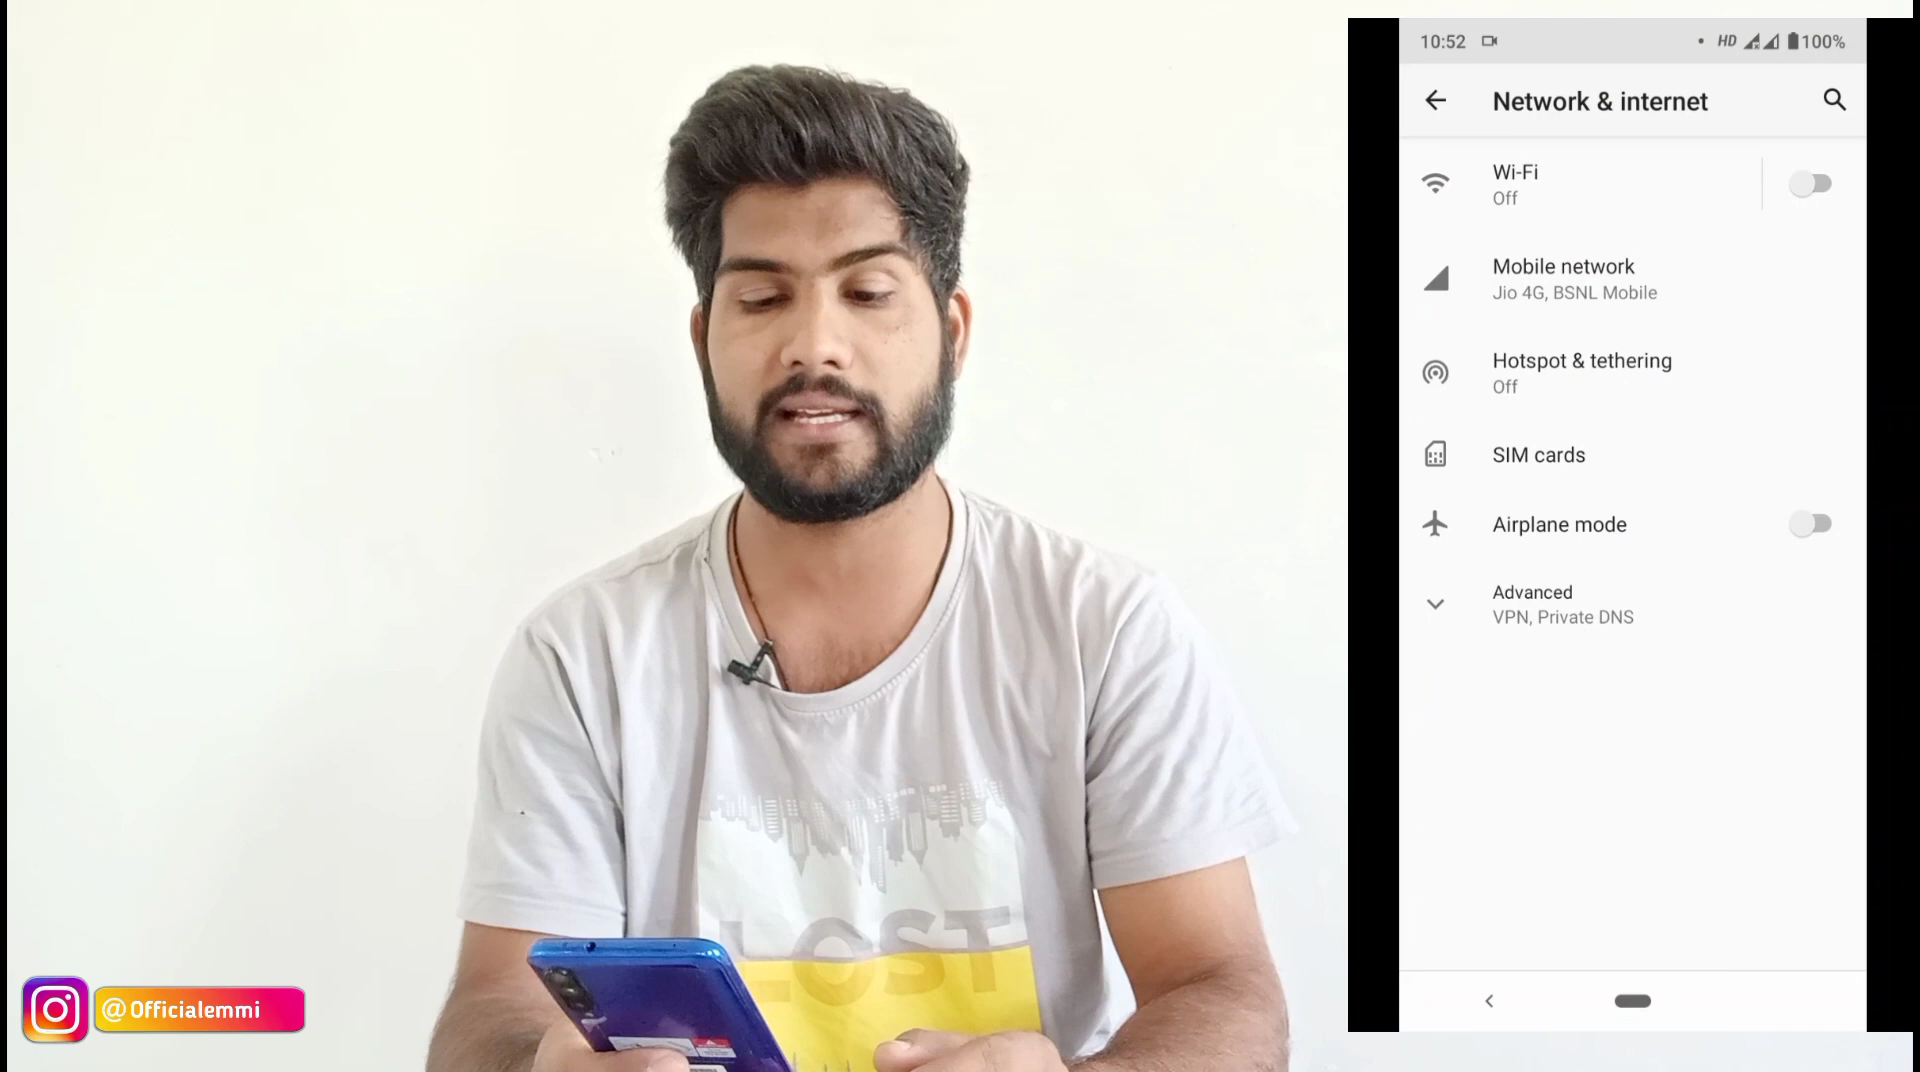 10:52
HD
100%
Network & internet
Wi-Fi
Off
Mobile network
Jio 4G, BSNL Mobile
Hotspot & tethering
Off
SIM cards
Airplane mode
Advanced
VPN, Private DNS
LOST
@Officialemmi